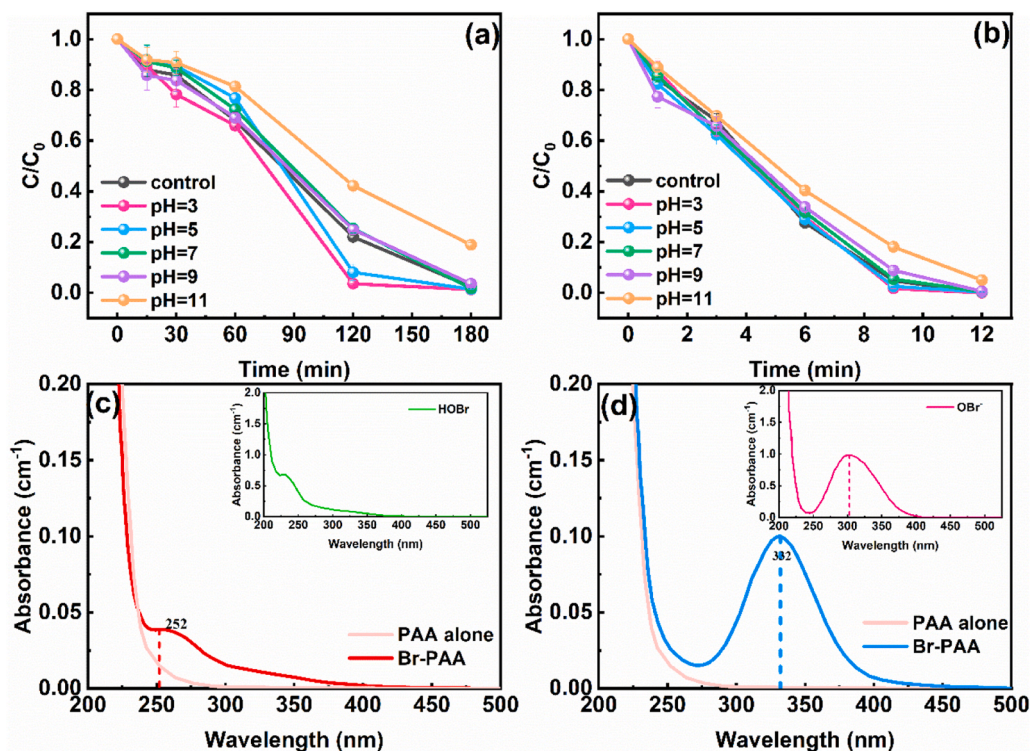 (a)
C/C0
1.0
0.8
0.6
0.4
0.2
0.0
control
pH=3
pH=5
pH=7
pH=9
pH=11
0 30 60 90 120 150 180
Time (min)
(b)
C/C0
1.0
0.8
0.6
0.4
0.2
0.0
control
pH=3
pH=5
pH=7
pH=9
pH=11
0 2 4 6 8 10 12
Time (min)
(c)
Absorbance (cm-1)
0.20
0.15
0.10
0.05
0.00
Absorbance (cm-1)
2.0
1.5
1.0
0.5
0.0
HOBr
200 250 300 350 400 450 500
Wavelength (nm)
252
PAA alone
Br-PAA
200 250 300 350 400 450 500
Wavelength (nm)
(d)
Absorbance (cm-1)
0.20
0.15
0.10
0.05
0.00
Absorbance (cm-1)
2.0
1.5
1.0
0.5
0.0
OBr-
200 250 300 350 400 450 500
Wavelength (nm)
332
PAA alone
Br-PAA
200 250 300 350 400 450 500
Wavelength (nm)